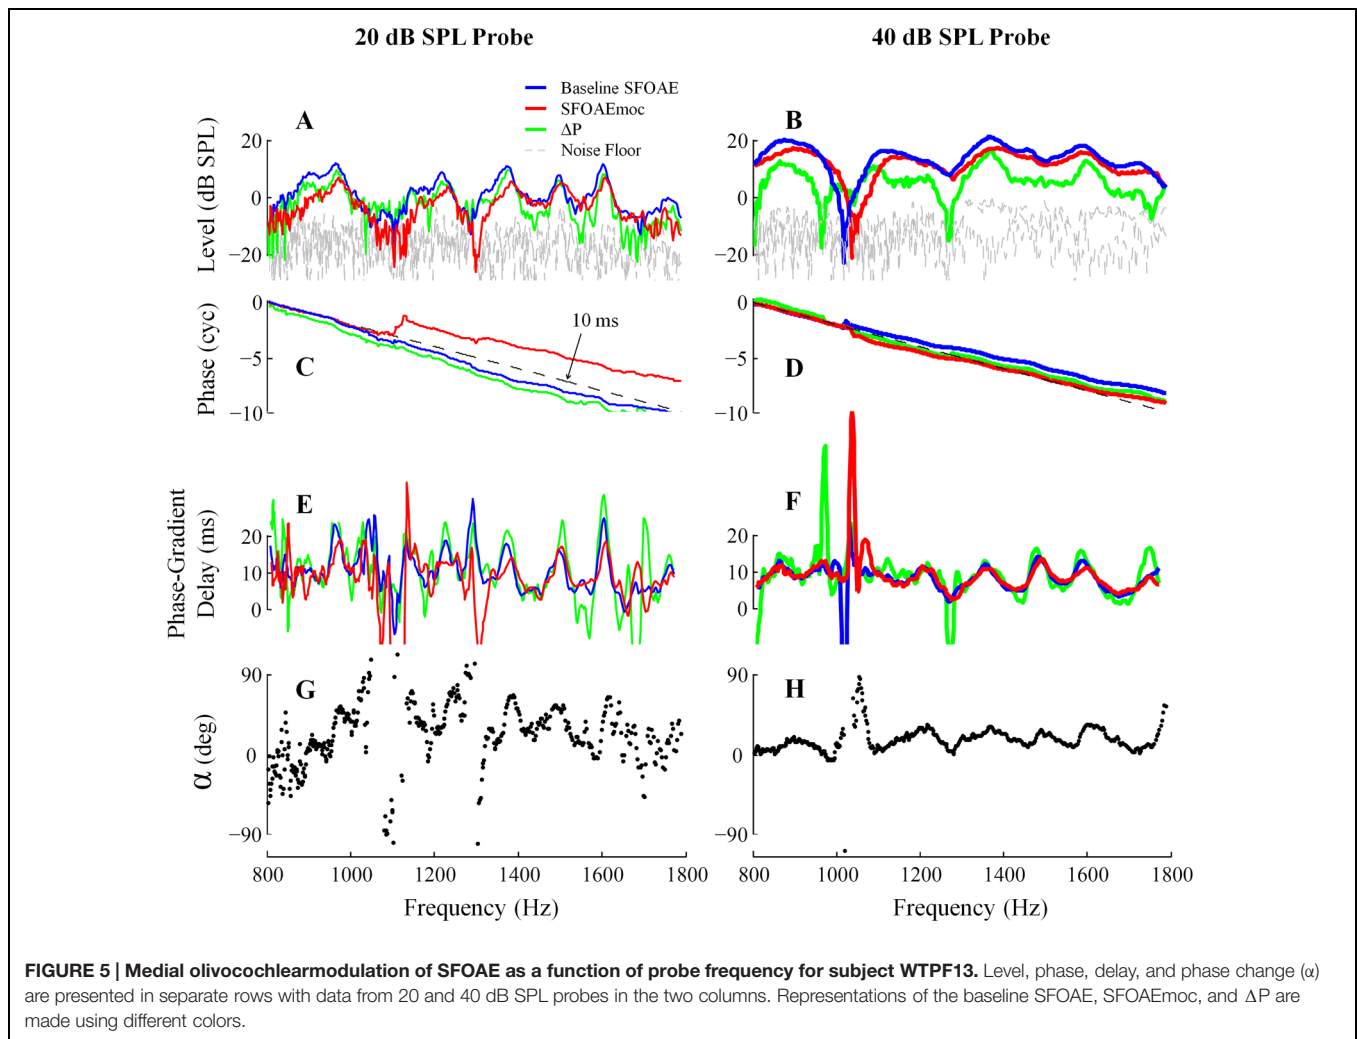 20 dB SPL Probe
40 dB SPL Probe
Baseline SFOAE
SFOAEmoc
ΔP
Noise Floor
A
B
Level (dB SPL)
20
0
−20
20
0
−20
Phase (cyc)
0
−5
−10
C
10 ms
0
−5
−10
D
Phase-Gradient
Delay (ms)
20
10
0
E
20
10
0
F
α (deg)
90
0
−90
G
90
0
−90
H
800 1000 1200 1400 1600 1800
800 1000 1200 1400 1600 1800
Frequency (Hz)
Frequency (Hz)
FIGURE 5 | Medial olivocochlearmodulation of SFOAE as a function of probe frequency for subject WTPF13. Level, phase, delay, and phase change (α)
are presented in separate rows with data from 20 and 40 dB SPL probes in the two columns. Representations of the baseline SFOAE, SFOAEmoc, and ΔP are
made using different colors.